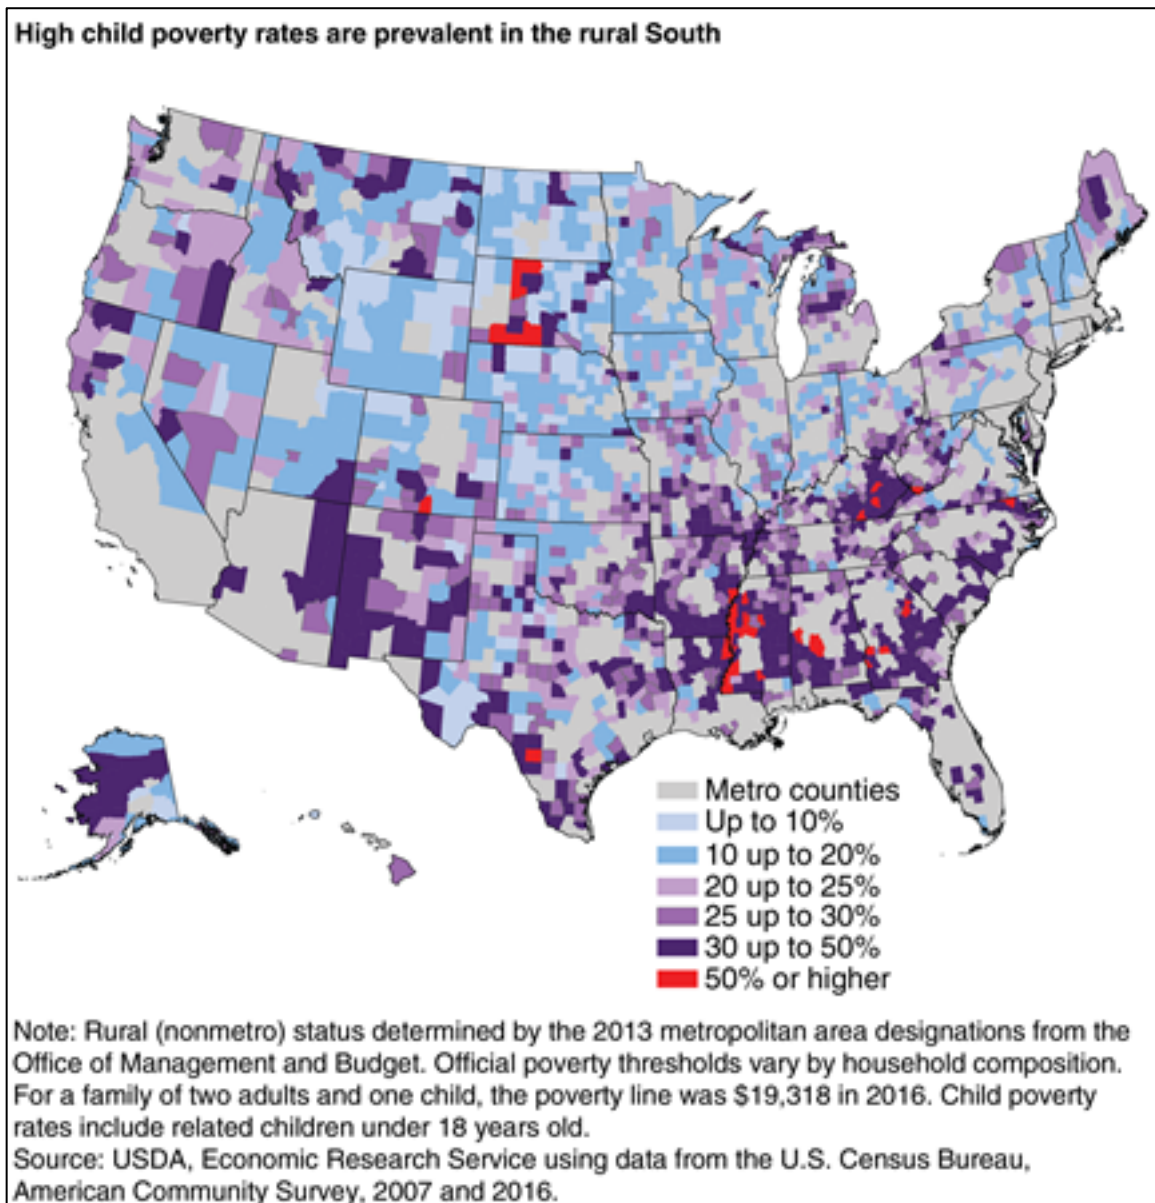 High child poverty rates are prevalent in the rural South
Metro counties
Up to 10%
10 up to 20%
20 up to 25%
25 up to 30%
30 up to 50%
50% or higher
Note: Rural (nonmetro) status determined by the 2013 metropolitan area designations from the
Office of Management and Budget. Official poverty thresholds vary by household composition.
For a family of two adults and one child, the poverty line was $19,318 in 2016. Child poverty
rates include related children under 18 years old.
Source: USDA, Economic Research Service using data from the U.S. Census Bureau,
American Community Survey, 2007 and 2016.